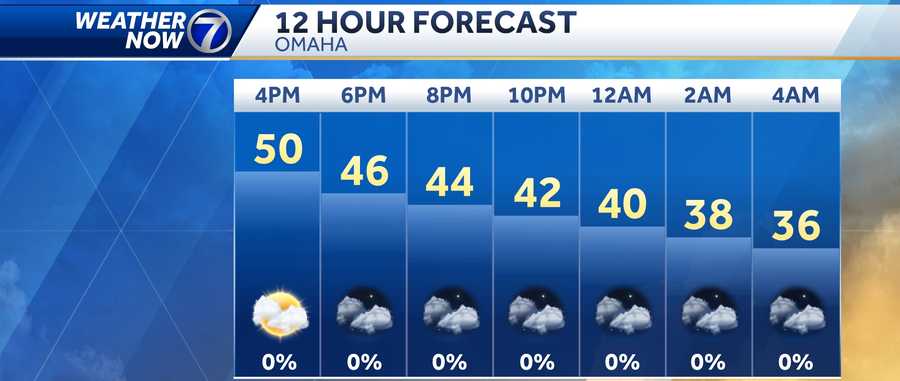 WEATHER
NOW 7
12 HOUR FORECAST
OMAHA
4PM 6PM 8PM 10PM 12AM 2AM 4AM
50 46 44 42 40 38 36
0% 0% 0% 0% 0% 0% 0%